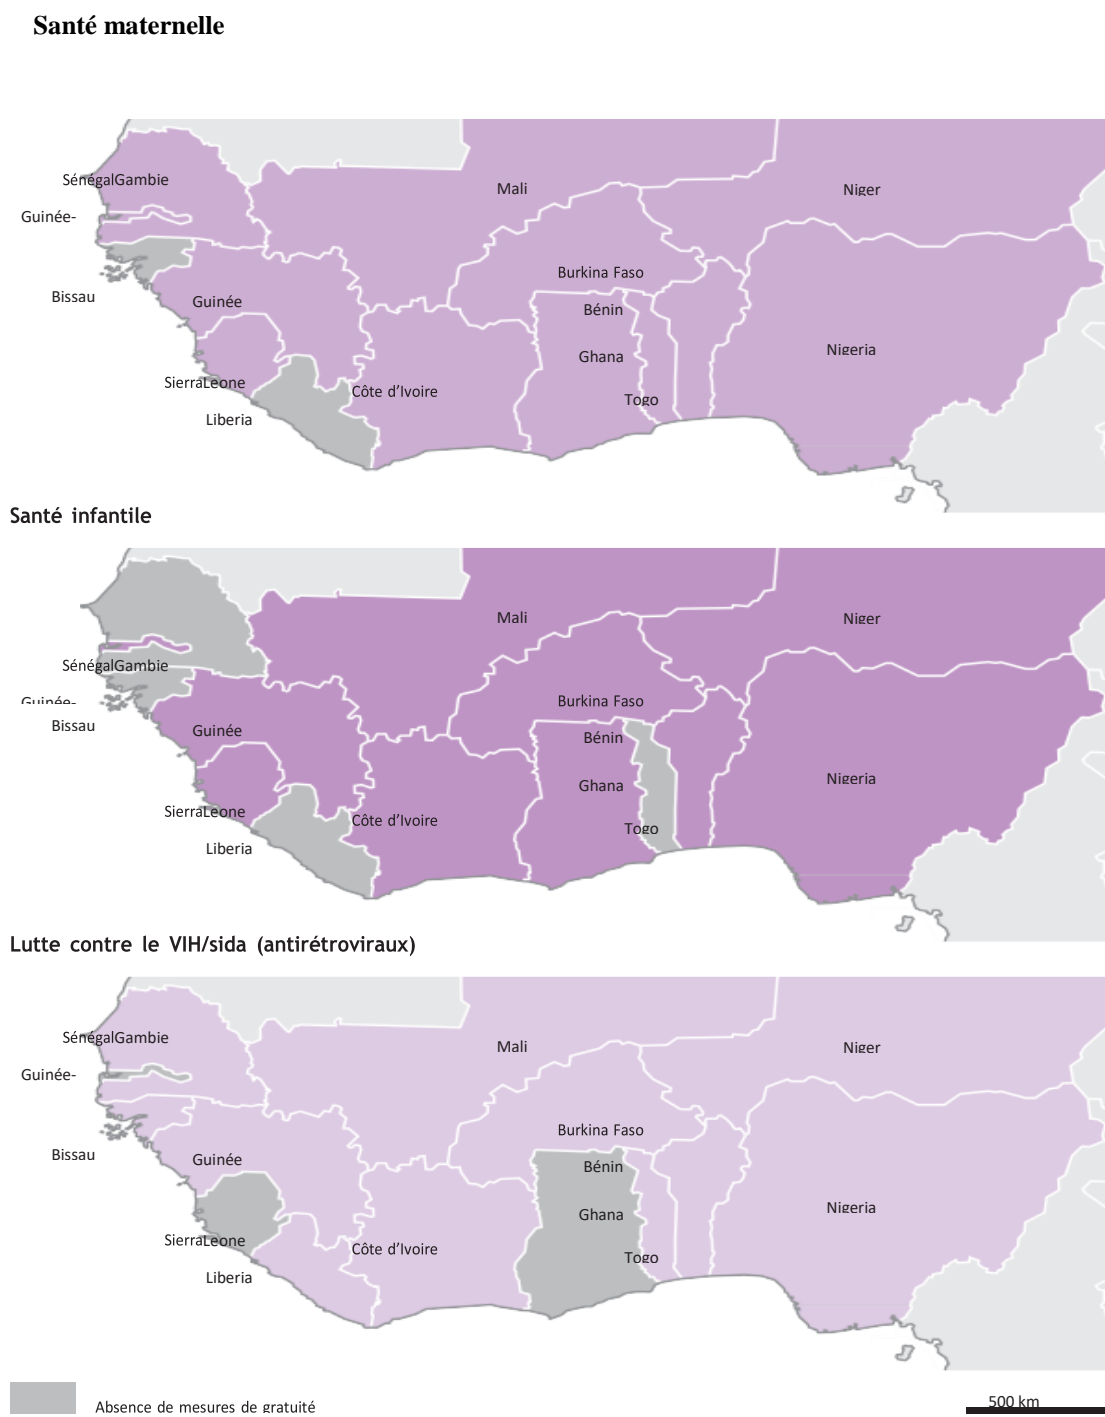 Santé maternelle
SénégalGambie
Mali
Niger
Guinée-
Burkina Faso
Bissau
Guinée
Bénin
Ghana
Nigeria
SierraLeone
Côte d'Ivoire
Togo
Liberia
Santé infantile
Mali
Niger
SénégalGambie
Guinée-
Burkina Faso
Bissau
Guinée
Bénin
Ghana
Nigeria
SierraLeone
Côte d'Ivoire
Togo
Liberia
Lutte contre le VIH/sida (antirétroviraux)
SénégalGambie
Mali
Niger
Guinée-
Burkina Faso
Bissau
Guinée
Bénin
Ghana
Nigeria
SierraLeone
Côte d'Ivoire
Togo
Liberia
Absence de mesures de gratuité
500 km